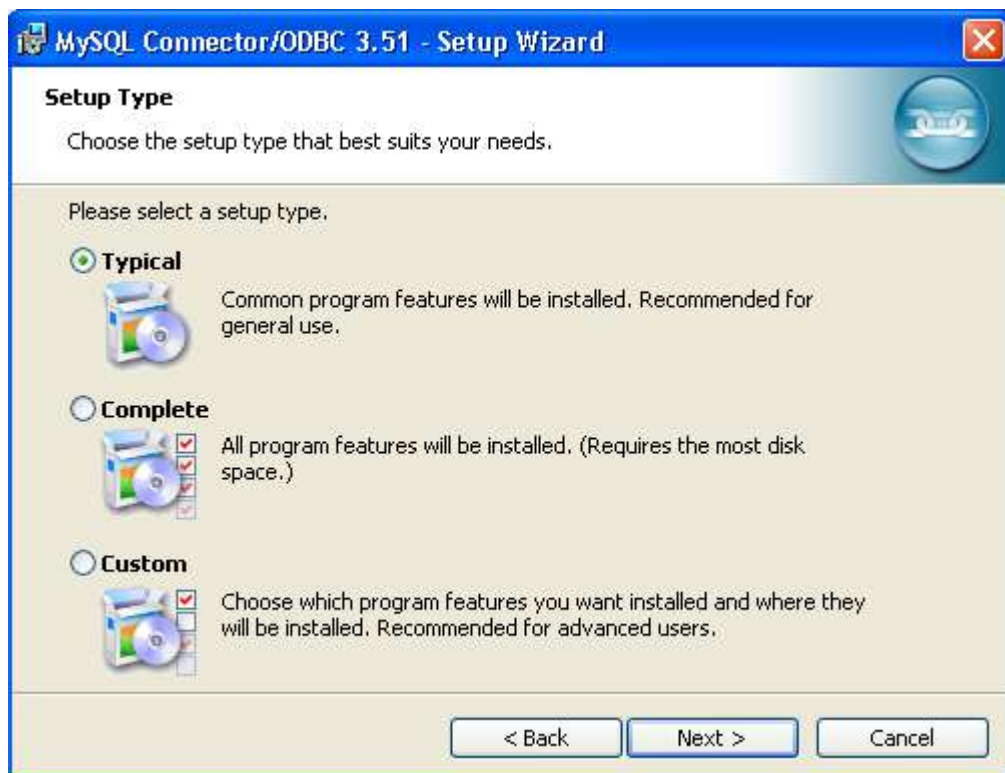 MySQL Connector/ODBC 3.51 - Setup Wizard
Setup Type
Choose the setup type that best suits your needs.
Please select a setup type.
Typical
Common program features will be installed. Recommended for
general use.
Complete
All program features will be installed. (Requires the most disk
space.)
Custom
Choose which program features you want installed and where they
will be installed. Recommended for advanced users.
< Back
Next >
Cancel